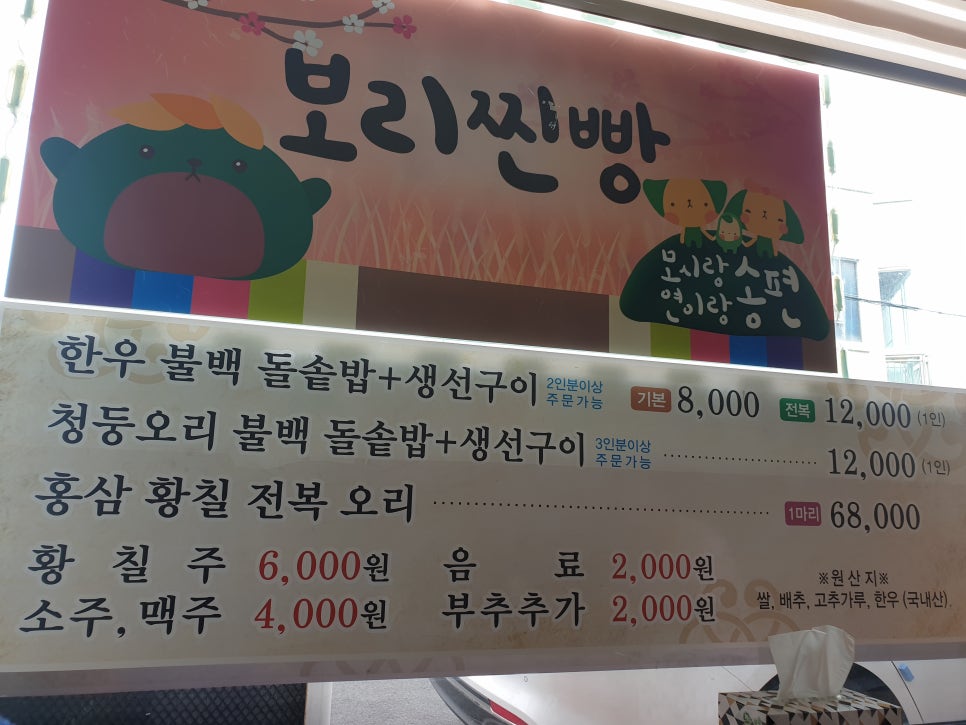 보리찐빵
모시랑 송편
연이랑
한우 불백 돌솥밥+생선구이 2인분이상 주문가능 기본 8,000 전복 12,000 (1인)
청둥오리 불백 돌솥밥+생선구이 3인분이상 주문가능 12,000 (1인)
홍삼 황칠 전복 오리 1마리 68,000
황 칠 주 6,000원 음 료 2,000원
소주, 맥주 4,000원 부추추가 2,000원
※원산지※
쌀, 배추, 고추가루, 한우 (국내산).